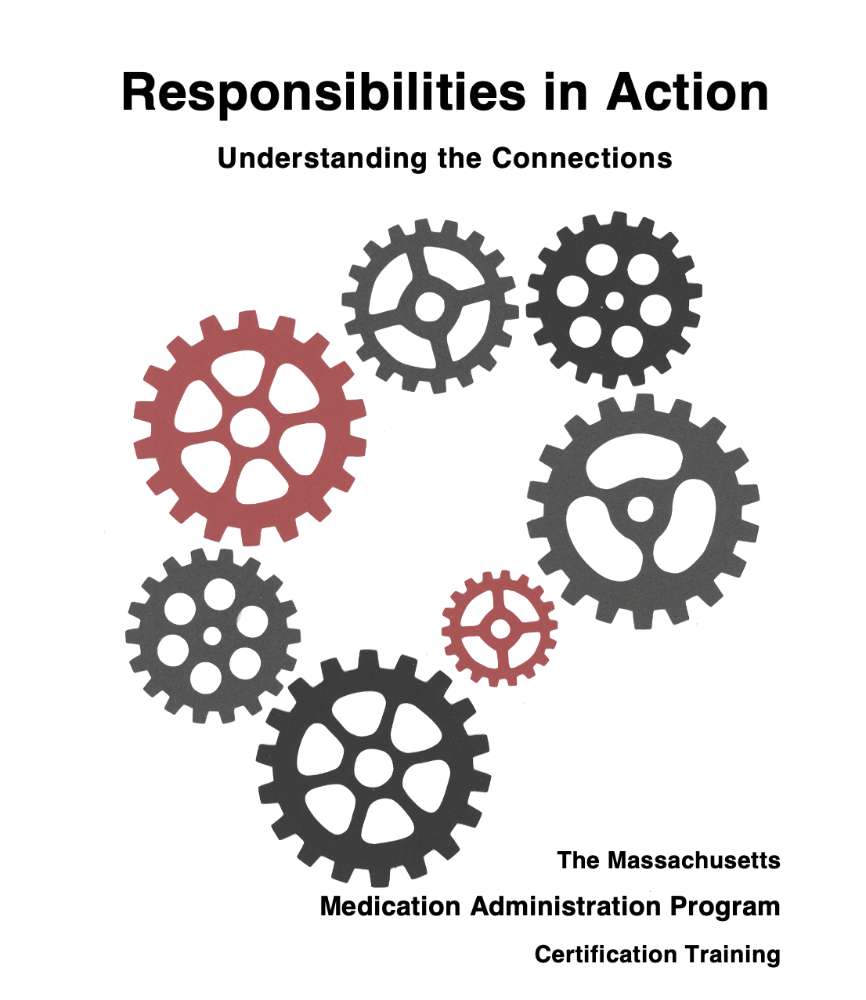 Responsibilities in Action
Understanding the Connections
The Massachusetts
Medication Administration Program
Certification Training